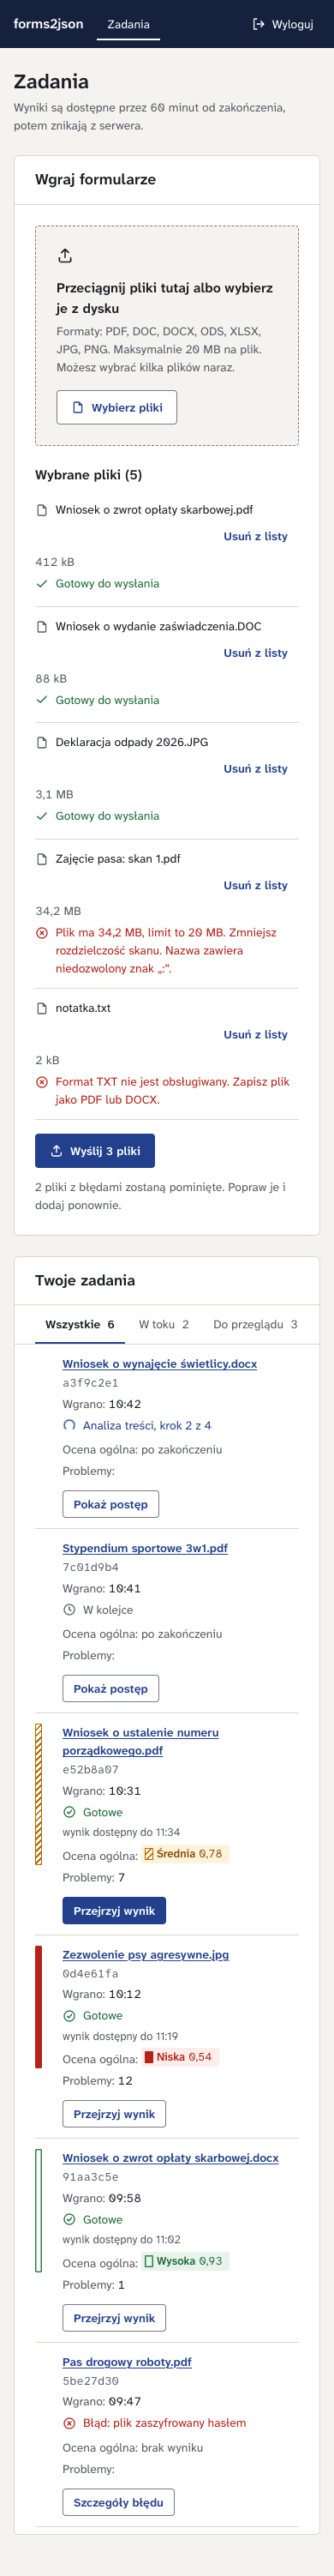 forms2json
Zadania
Wyloguj
Zadania
Wyniki są dostępne przez 60 minut od zakończenia,
potem znikają z serwera.
Wgraj formularze
Przeciągnij pliki tutaj albo wybierz
je z dysku
Formaty: PDF, DOC, DOCX, ODS, XLSX,
JPG, PNG. Maksymalnie 20 MB na plik.
Możesz wybrać kilka plików naraz.
Wybierz pliki
Wybrane pliki (5)
Wniosek o zwrot opłaty skarbowej.pdf
Usuń z listy
412 kB
Gotowy do wysłania
Wniosek o wydanie zaświadczenia.DOC
Usuń z listy
88 kB
Gotowy do wysłania
Deklaracja odpady 2026.JPG
Usuń z listy
3,1 MB
Gotowy do wysłania
Zajęcie pasa: skan 1.pdf
Usuń z listy
34,2 MB
Plik ma 34,2 MB, limit to 20 MB. Zmniejsz
rozdzielczość skanu. Nazwa zawiera
niedozwolony znak „:”.
notatka.txt
Usuń z listy
2 kB
Format TXT nie jest obsługiwany. Zapisz plik
jako PDF lub DOCX.
Wyślij 3 pliki
2 pliki z błędami zostaną pominięte. Popraw je i
dodaj ponownie.
Twoje zadania
Wszystkie 6
W toku 2
Do przeglądu 3
Wniosek o wynajęcie świetlicy.docx
a3f9c2e1
Wgrano: 10:42
Analiza treści, krok 2 z 4
Ocena ogólna: po zakończeniu
Problemy:
Pokaż postęp
Stypendium sportowe 3w1.pdf
7c01d9b4
Wgrano: 10:41
W kolejce
Ocena ogólna: po zakończeniu
Problemy:
Pokaż postęp
Wniosek o ustalenie numeru
porządkowego.pdf
e52b8a07
Wgrano: 10:31
Gotowe
wynik dostępny do 11:34
Ocena ogólna: Średnia 0,78
Problemy: 7
Przejrzyj wynik
Zezwolenie psy agresywne.jpg
0d4e61fa
Wgrano: 10:12
Gotowe
wynik dostępny do 11:19
Ocena ogólna: Niska 0,54
Problemy: 12
Przejrzyj wynik
Wniosek o zwrot opłaty skarbowej.docx
91aa3c5e
Wgrano: 09:58
Gotowe
wynik dostępny do 11:02
Ocena ogólna: Wysoka 0,93
Problemy: 1
Przejrzyj wynik
Pas drogowy roboty.pdf
5be27d30
Wgrano: 09:47
Błąd: plik zaszyfrowany hasłem
Ocena ogólna: brak wyniku
Problemy:
Szczegóły błędu